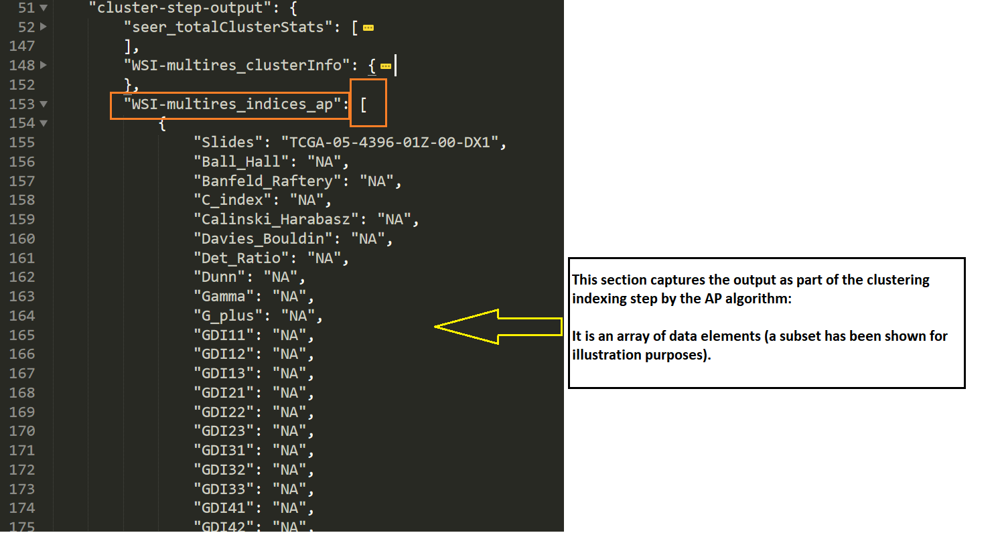 51 "cluster-step-output": {
52 "seer_totalClusterStats": [
147 ],
148 "WSI-multires_clusterInfo": {
152 },
153 "WSI-multires_indices_ap": [
154 {
155 "Slides": "TCGA-05-4396-01Z-00-DX1",
156 "Ball_Hall": "NA",
157 "Banfeld_Raftery": "NA",
158 "C_index": "NA",
159 "Calinski_Harabasz": "NA",
160 "Davies_Bouldin": "NA",
161 "Det_Ratio": "NA",
162 "Dunn": "NA",
163 "Gamma": "NA",
164 "G_plus": "NA",
165 "GDI11": "NA",
166 "GDI12": "NA",
167 "GDI13": "NA",
168 "GDI21": "NA",
169 "GDI22": "NA",
170 "GDI23": "NA",
171 "GDI31": "NA",
172 "GDI32": "NA",
173 "GDI33": "NA",
174 "GDI41": "NA",
175 "GDI42": "NA",
This section captures the output as part of the clustering
indexing step by the AP algorithm:
It is an array of data elements (a subset has been shown for
illustration purposes).